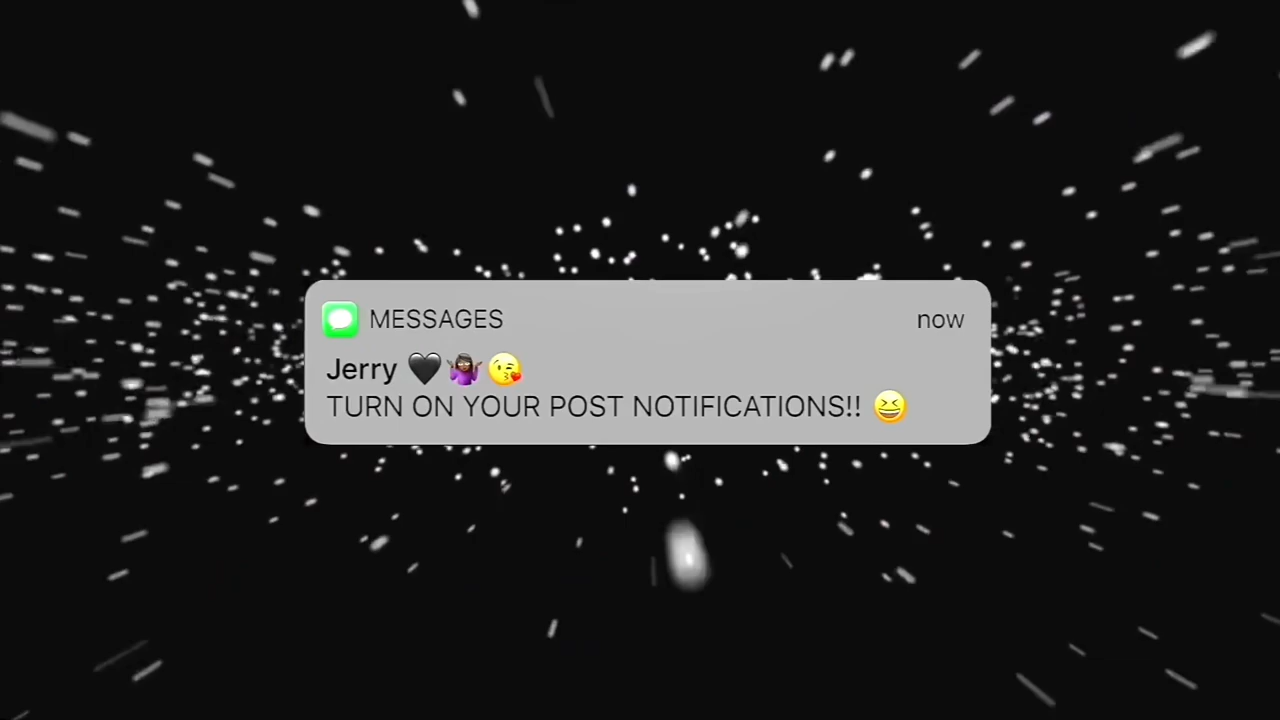 MESSAGES now
Jerry 🖤🤷🏾‍♀️😘
TURN ON YOUR POST NOTIFICATIONS!! 😆